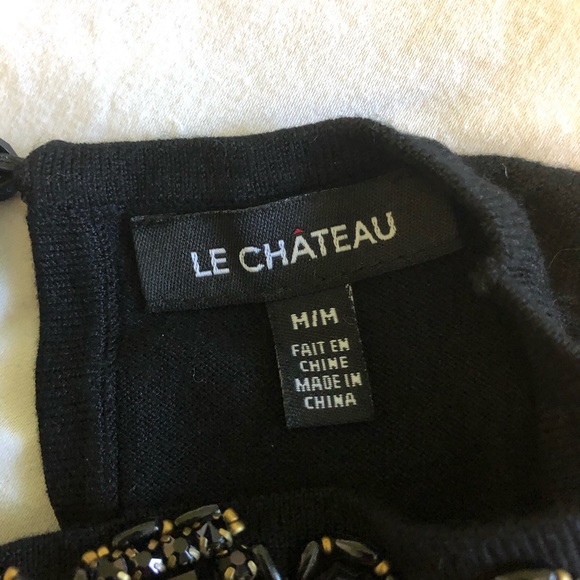 LE CHÂTEAU
M/M
FAIT EN
CHINE
MADE IN
CHINA